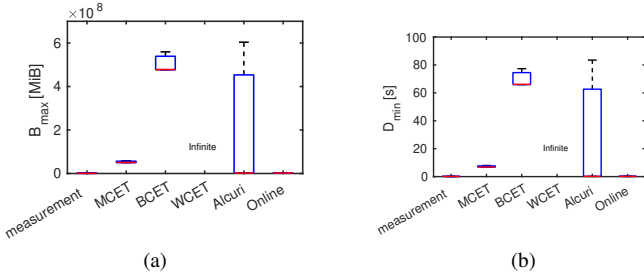 × 10^8
B_max [MiB]
6
4
2
0
Infinite
measurement
MCET
BCET
WCET
Alcuri
Online
(a)
D_min [s]
100
80
60
40
20
0
Infinite
measurement
MCET
BCET
WCET
Alcuri
Online
(b)